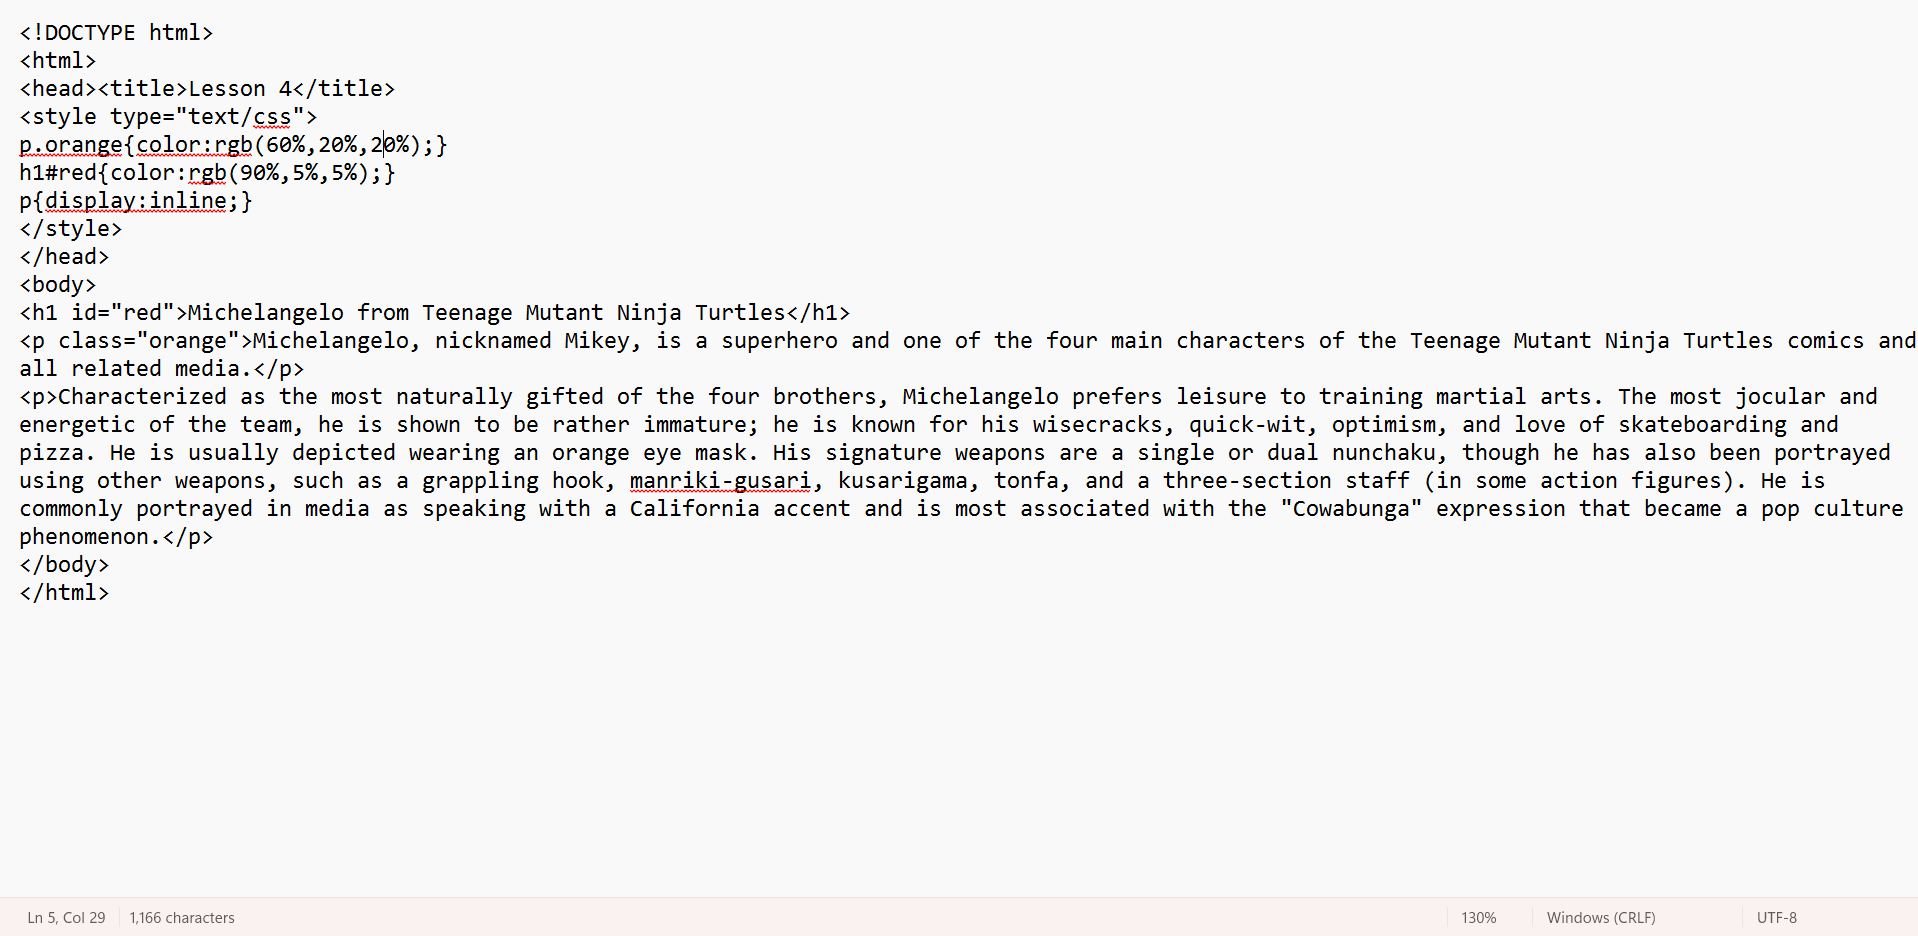 <!DOCTYPE html>
<html>
<head><title>Lesson 4</title>
<style type="text/css">
p.orange{color:rgb(60%,20%,20%);}
h1#red{color:rgb(90%,5%,5%);}
p{display:inline;}
</style>
</head>
<body>
<h1 id="red">Michelangelo from Teenage Mutant Ninja Turtles</h1>
<p class="orange">Michelangelo, nicknamed Mikey, is a superhero and one of the four main characters of the Teenage Mutant Ninja Turtles comics and
all related media.</p>
<p>Characterized as the most naturally gifted of the four brothers, Michelangelo prefers leisure to training martial arts. The most jocular and
energetic of the team, he is shown to be rather immature; he is known for his wisecracks, quick-wit, optimism, and love of skateboarding and
pizza. He is usually depicted wearing an orange eye mask. His signature weapons are a single or dual nunchaku, though he has also been portrayed
using other weapons, such as a grappling hook, manriki-gusari, kusarigama, tonfa, and a three-section staff (in some action figures). He is
commonly portrayed in media as speaking with a California accent and is most associated with the "Cowabunga" expression that became a pop culture
phenomenon.</p>
</body>
</html>
Ln 5, Col 29 1,166 characters 130% Windows (CRLF) UTF-8